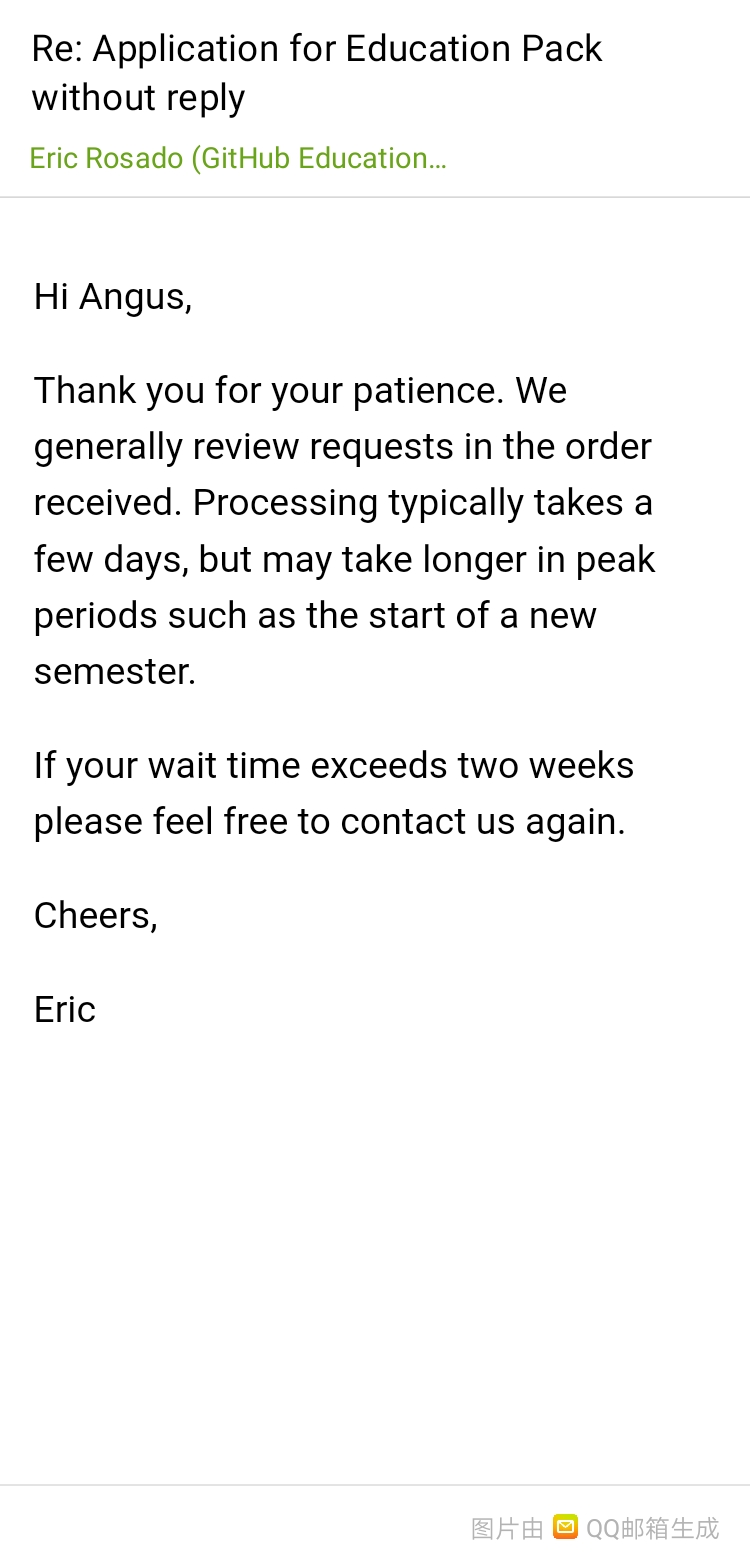 Re: Application for Education Pack
without reply
Eric Rosado (GitHub Education...
Hi Angus,
Thank you for your patience. We
generally review requests in the order
received. Processing typically takes a
few days, but may take longer in peak
periods such as the start of a new
semester.
If your wait time exceeds two weeks
please feel free to contact us again.
Cheers,
Eric
图片由 QQ邮箱生成